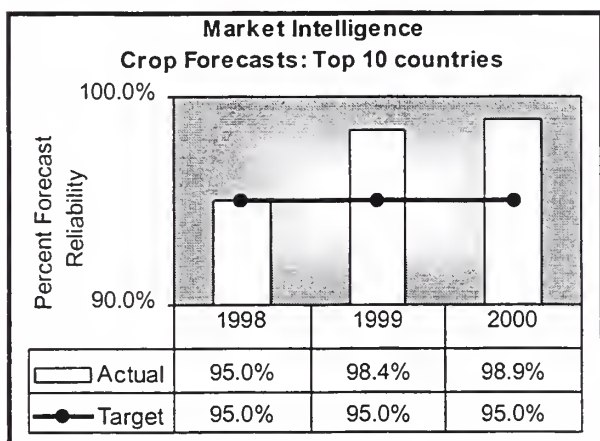 Market Intelligence
Crop Forecasts: Top 10 countries
Percent Forecast
Reliability
100.0%
90.0%
1998 1999 2000
Actual 95.0% 98.4% 98.9%
Target 95.0% 95.0% 95.0%